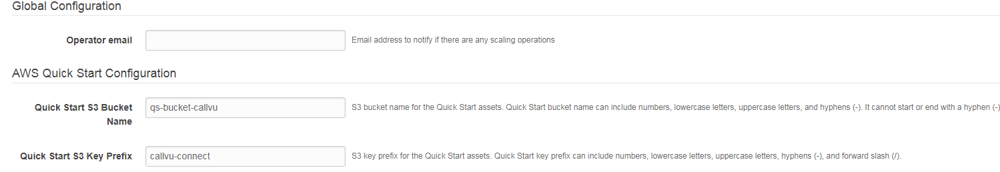 Global Configuration
Operator email Email address to notify if there are any scaling operations
AWS Quick Start Configuration
Quick Start S3 Bucket Name qs-bucket-callvu S3 bucket name for the Quick Start assets. Quick Start bucket name can include numbers, lowercase letters, uppercase letters, and hyphens (-). It cannot start or end with a hyphen (-)
Quick Start S3 Key Prefix callvu-connect S3 key prefix for the Quick Start assets. Quick Start key prefix can include numbers, lowercase letters, uppercase letters, hyphens (-), and forward slash (/).